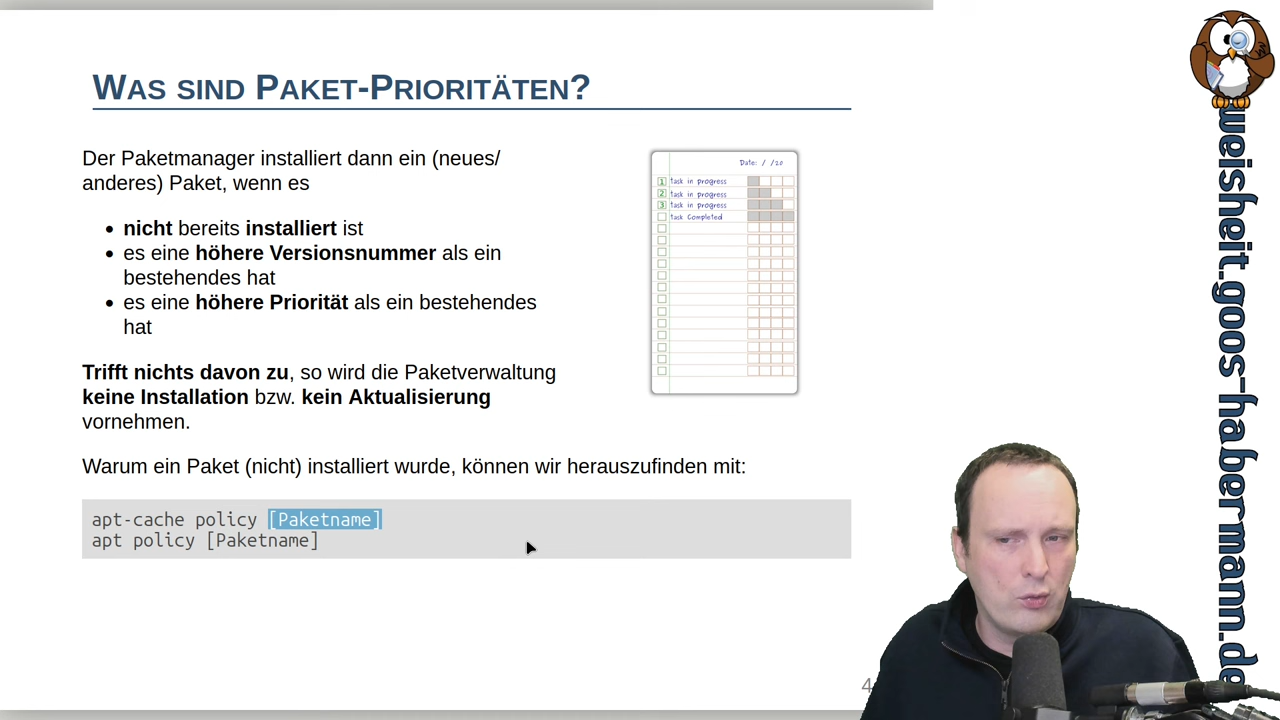 WAS SIND PAKET-PRIORITÄTEN?
Der Paketmanager installiert dann ein (neues/
anderes) Paket, wenn es
nicht bereits installiert ist
es eine höhere Versionsnummer als ein
bestehendes hat
es eine höhere Priorität als ein bestehendes
hat
Trifft nichts davon zu, so wird die Paketverwaltung
keine Installation bzw. kein Aktualisierung
vornehmen.
Warum ein Paket (nicht) installiert wurde, können wir herauszufinden mit:
apt-cache policy [Paketname]
apt policy [Paketname]
Date: / /20
1 task in progress
2 task in progress
3 task in progress
task Completed
4
weisheit.goos-habermann.de